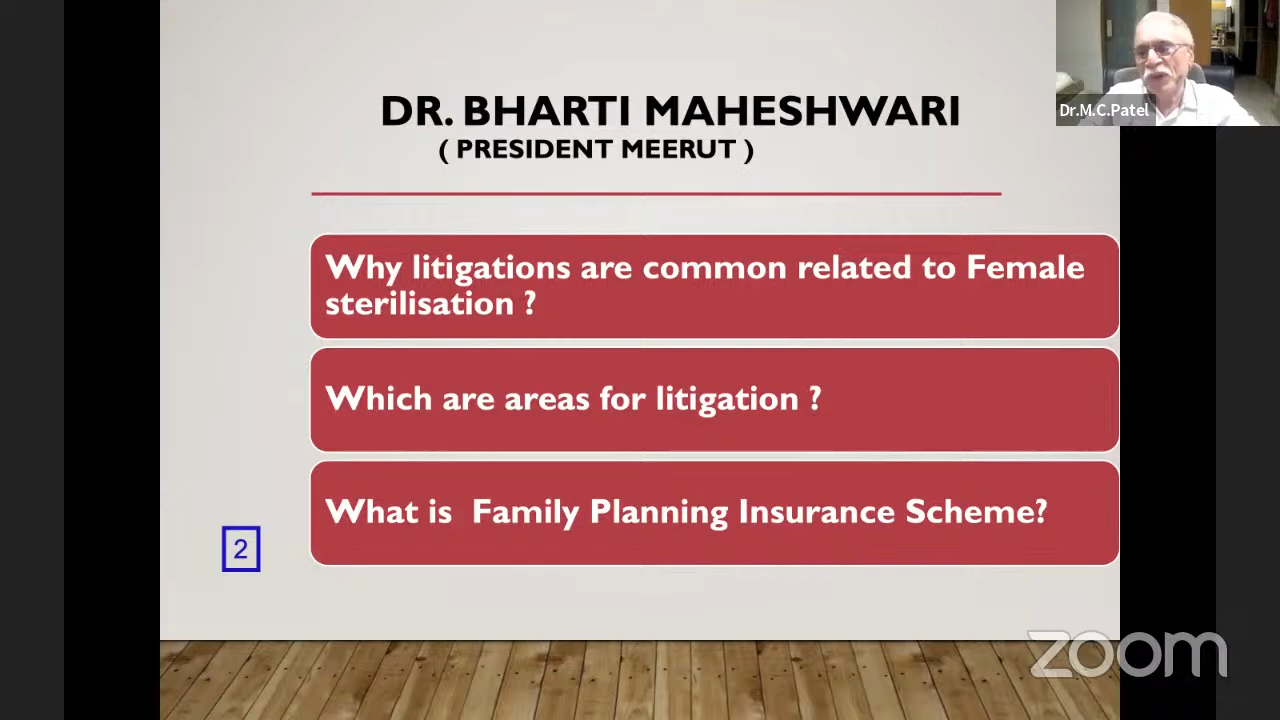 DR. BHARTI MAHESHWARI
( PRESIDENT MEERUT )
Dr.M.C.Patel
Why litigations are common related to Female
sterilisation ?
Which are areas for litigation ?
What is Family Planning Insurance Scheme?
2
zoom